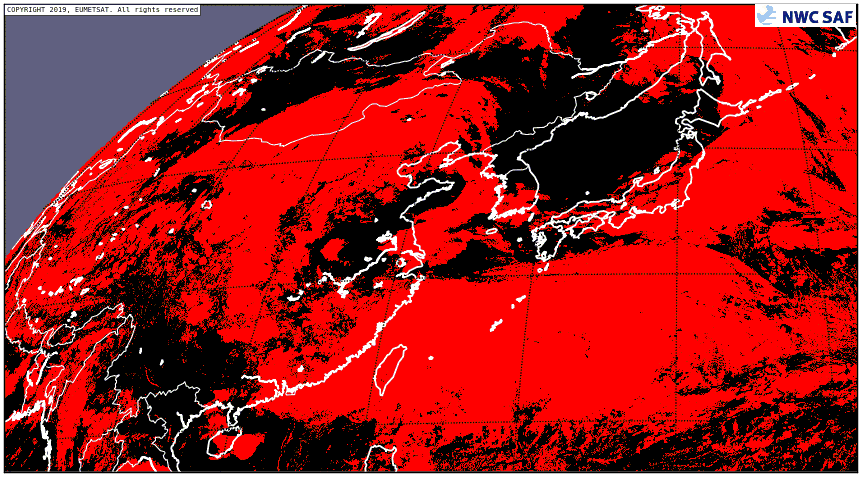 COPYRIGHT 2019, EUMETSAT. All rights reserved
NWC SAF